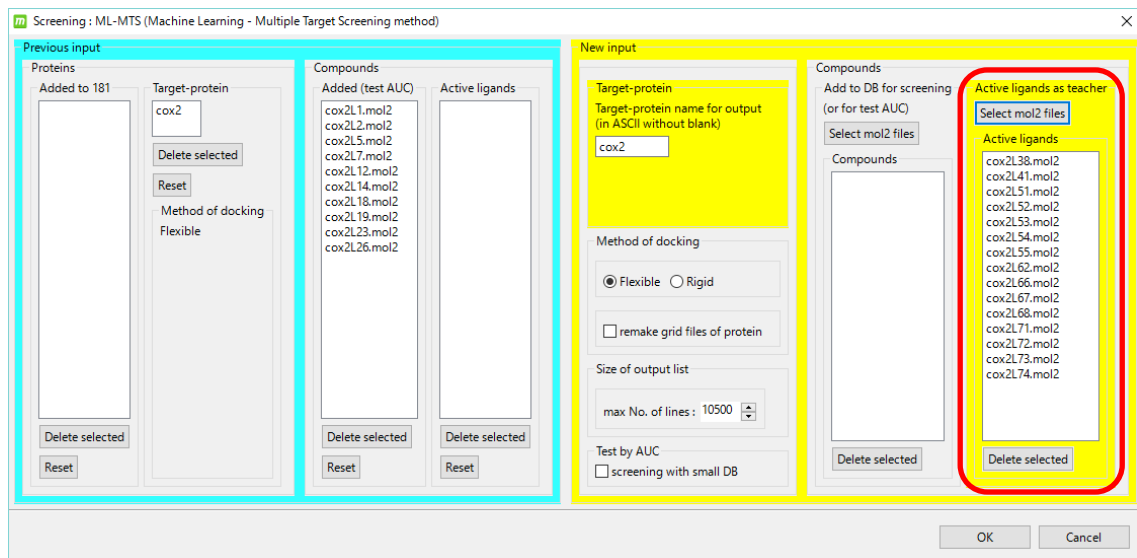 Screening : ML-MTS (Machine Learning - Multiple Target Screening method)
Previous input
Proteins
Added to 181
Target-protein
cox2
Delete selected
Reset
Method of docking
Flexible
Delete selected
Reset
Compounds
Added (test AUC)
cox2L1.mol2
cox2L2.mol2
cox2L5.mol2
cox2L7.mol2
cox2L12.mol2
cox2L14.mol2
cox2L18.mol2
cox2L19.mol2
cox2L23.mol2
cox2L26.mol2
Delete selected
Reset
Active ligands
Delete selected
Reset
New input
Target-protein
Target-protein name for output
(in ASCII without blank)
cox2
Method of docking
Flexible
Rigid
remake grid files of protein
Size of output list
max No. of lines : 10500
Test by AUC
screening with small DB
Compounds
Add to DB for screening
(or for test AUC)
Select mol2 files
Compounds
Delete selected
Active ligands as teacher
Select mol2 files
Active ligands
cox2L38.mol2
cox2L41.mol2
cox2L51.mol2
cox2L52.mol2
cox2L53.mol2
cox2L54.mol2
cox2L55.mol2
cox2L62.mol2
cox2L66.mol2
cox2L67.mol2
cox2L68.mol2
cox2L71.mol2
cox2L72.mol2
cox2L73.mol2
cox2L74.mol2
Delete selected
OK
Cancel